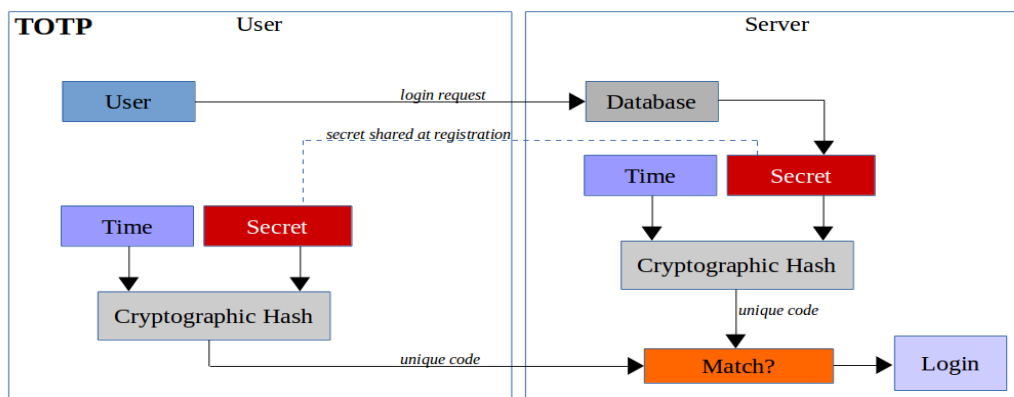 TOTP
User
Server
User
login request
Database
secret shared at registration
Time
Secret
Time
Secret
Cryptographic Hash
Cryptographic Hash
unique code
unique code
Match?
Login